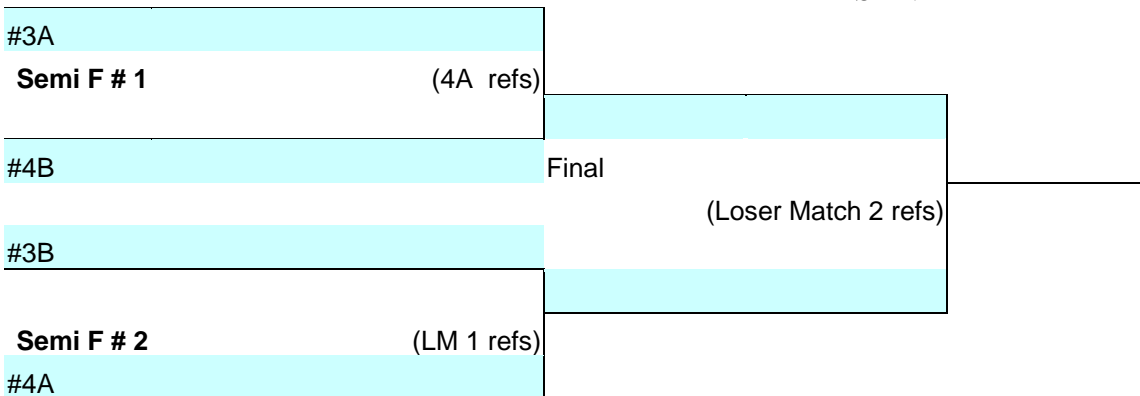 #3A
Semi F # 1 (4A refs)
#4B
Final
(Loser Match 2 refs)
#3B
Semi F # 2 (LM 1 refs)
#4A